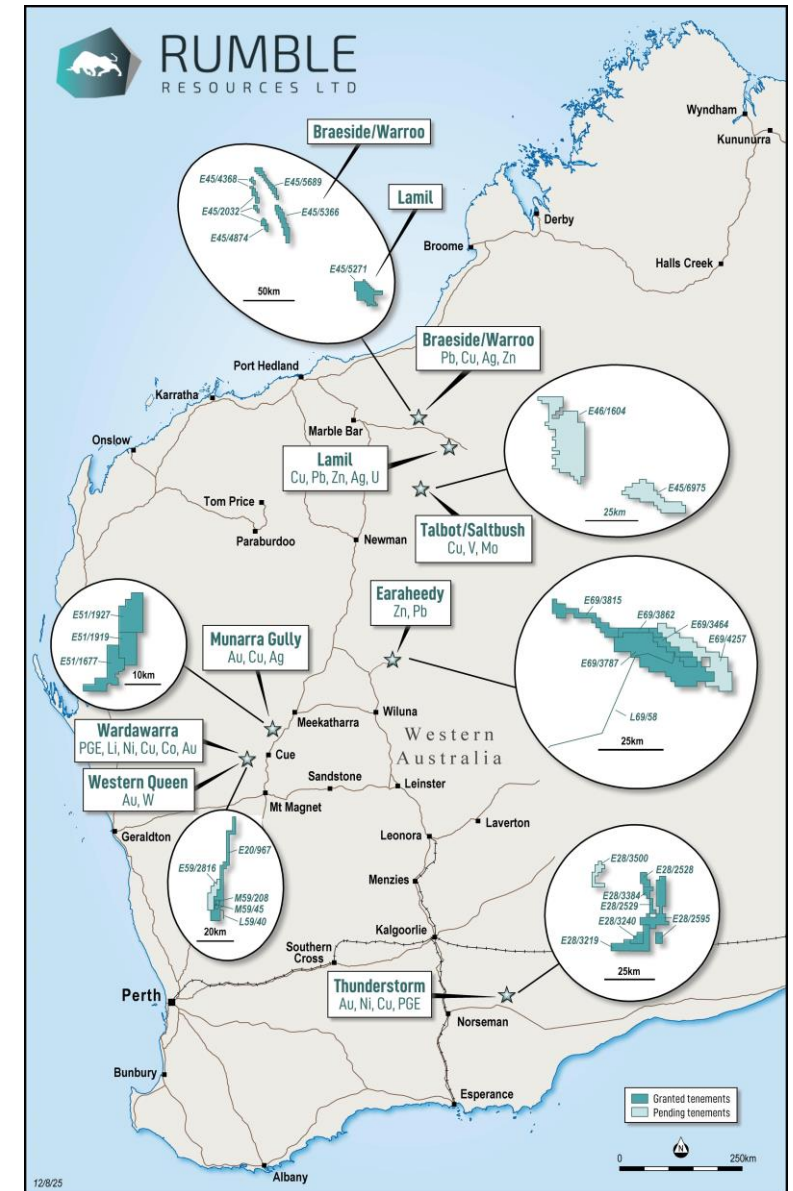 RUMBLE
RESOURCES LTD
Braeside/Warroo
E45/4368
E45/5689
E45/2032
E45/5366
E45/4874
E45/5271
50km
Lamil
Wyndham
Kununurra
Derby
Broome
Halls Creek
Braeside/Warroo
Pb, Cu, Ag, Zn
Port Hedland
Karratha
Marble Bar
Onslow
Lamil
Cu, Pb, Zn, Ag, U
E46/1604
E45/6975
25km
Tom Price
Paraburdoo
Newman
Talbot/Saltbush
Cu, V, Mo
Earaheedy
Zn, Pb
E69/3815
E69/3862
E69/3464
E69/4257
E69/3787
L69/58
25km
E51/1927
E51/1919
E51/1677
10km
Munarra Gully
Au, Cu, Ag
Meekatharra
Wiluna
Wardawarra
PGE, Li, Ni, Cu, Co, Au
Western Queen
Au, W
Cue
Western
Australia
Sandstone
Leinster
Mt Magnet
Geraldton
Leonora
Laverton
E20/967
E59/2816
M59/208
M59/45
L59/40
20km
Menzies
E28/3500
E28/2528
E28/3384
E28/2529
E28/3240
E28/2595
E28/3219
25km
Kalgoorlie
Southern
Cross
Perth
Thunderstorm
Au, Ni, Cu, PGE
Norseman
Bunbury
Esperance
Albany
Granted tenements
Pending tenements
N
0
250km
12/8/25